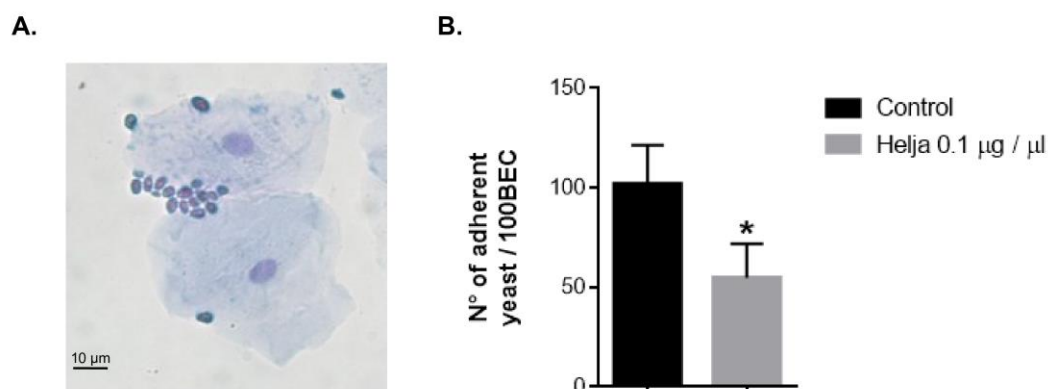 A.
B.
10 µm
N° of adherent
yeast / 100BEC
150
100
50
0
*
Control
Helja 0.1 µg / µl